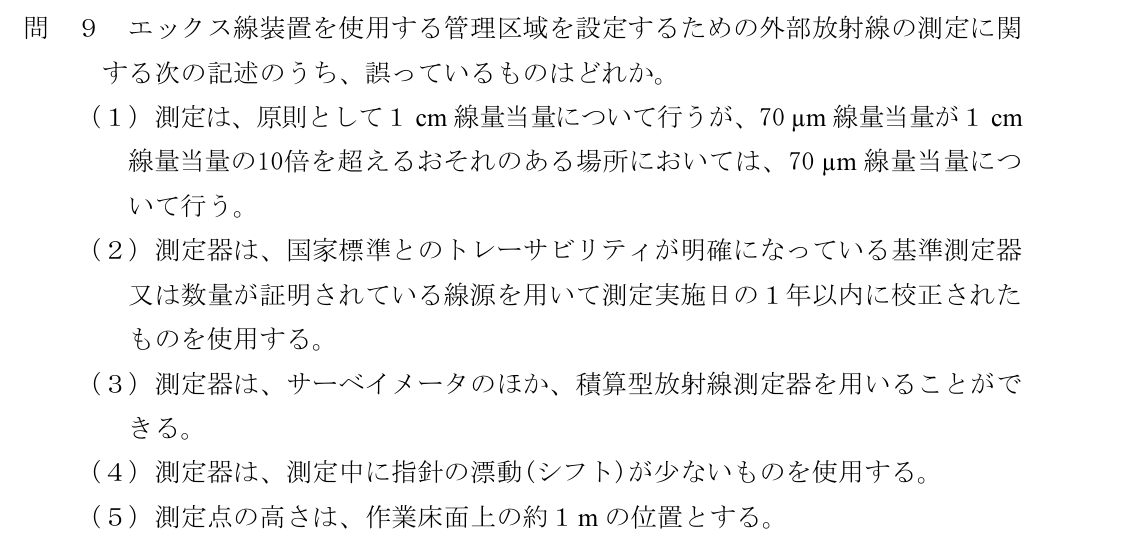 問　９　エックス線装置を使用する管理区域を設定するための外部放射線の測定に関
する次の記述のうち、誤っているものはどれか。
（１）測定は、原則として１ cm 線量当量について行うが、70 μm 線量当量が１ cm
線量当量の10倍を超えるおそれのある場所においては、70 μm 線量当量につ
いて行う。
（２）測定器は、国家標準とのトレーサビリティが明確になっている基準測定器
又は数量が証明されている線源を用いて測定実施日の１年以内に校正された
ものを使用する。
（３）測定器は、サーベイメータのほか、積算型放射線測定器を用いることがで
きる。
（４）測定器は、測定中に指針の漂動(シフト)が少ないものを使用する。
（５）測定点の高さは、作業床面上の約１ m の位置とする。